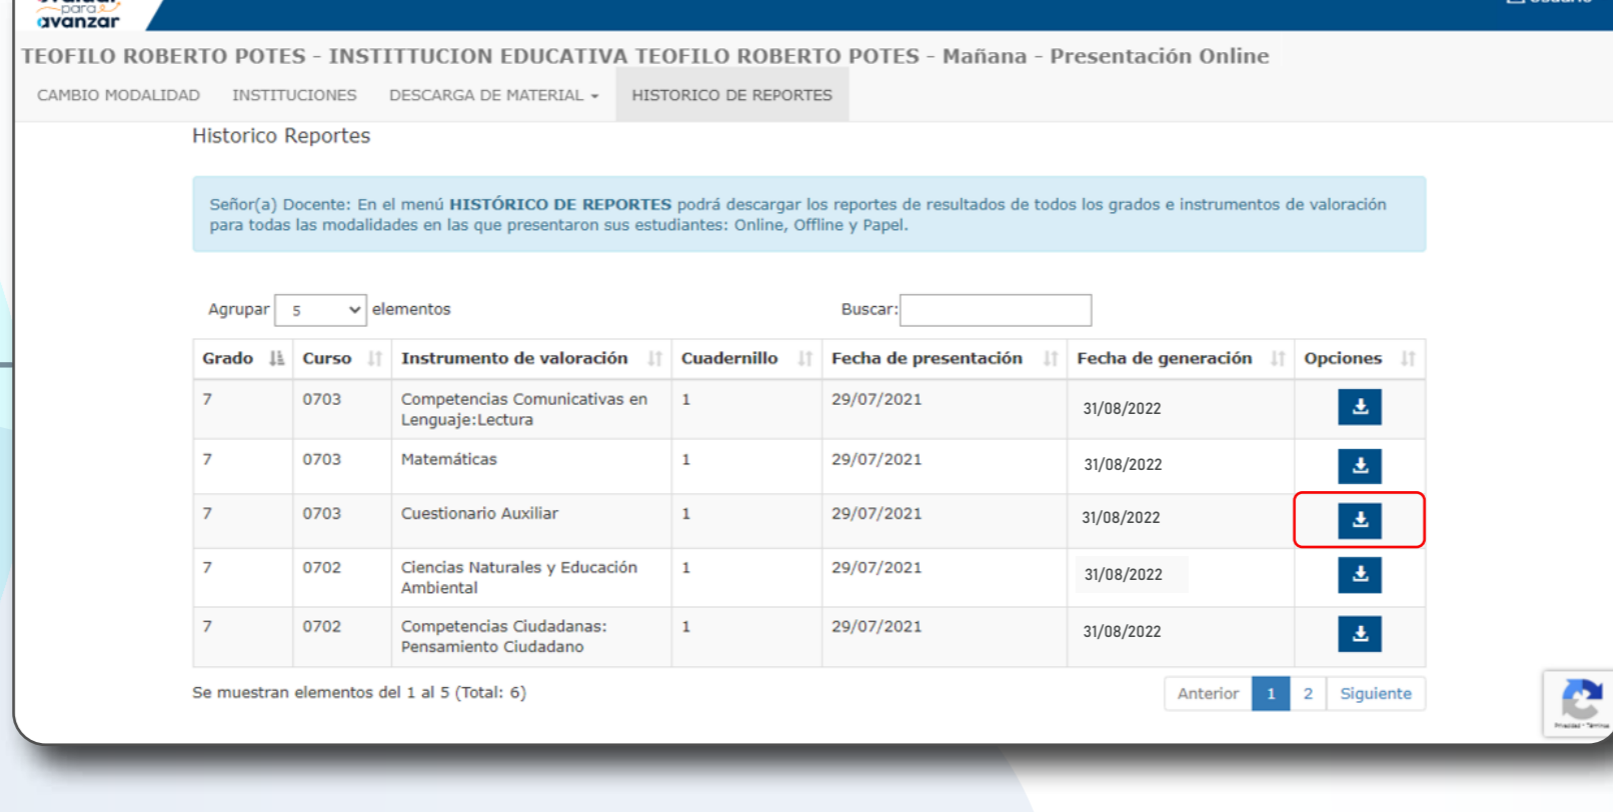 para
avanzar
TEOFILO ROBERTO POTES - INSTITTUCION EDUCATIVA TEOFILO ROBERTO POTES - Mañana - Presentación Online
CAMBIO MODALIDAD INSTITUCIONES DESCARGA DE MATERIAL HISTORICO DE REPORTES
Historico Reportes
Señor(a) Docente: En el menú HISTÓRICO DE REPORTES podrá descargar los reportes de resultados de todos los grados e instrumentos de valoración
para todas las modalidades en las que presentaron sus estudiantes: Online, Offline y Papel.
Agrupar 5 elementos Buscar:
Grado Curso Instrumento de valoración Cuadernillo Fecha de presentación Fecha de generación Opciones
7 0703 Competencias Comunicativas en 1 29/07/2021 31/08/2022
Lenguaje:Lectura
7 0703 Matemáticas 1 29/07/2021 31/08/2022
7 0703 Cuestionario Auxiliar 1 29/07/2021 31/08/2022
7 0702 Ciencias Naturales y Educación 1 29/07/2021 31/08/2022
Ambiental
7 0702 Competencias Ciudadanas: 1 29/07/2021 31/08/2022
Pensamiento Ciudadano
Se muestran elementos del 1 al 5 (Total: 6) Anterior 1 2 Siguiente